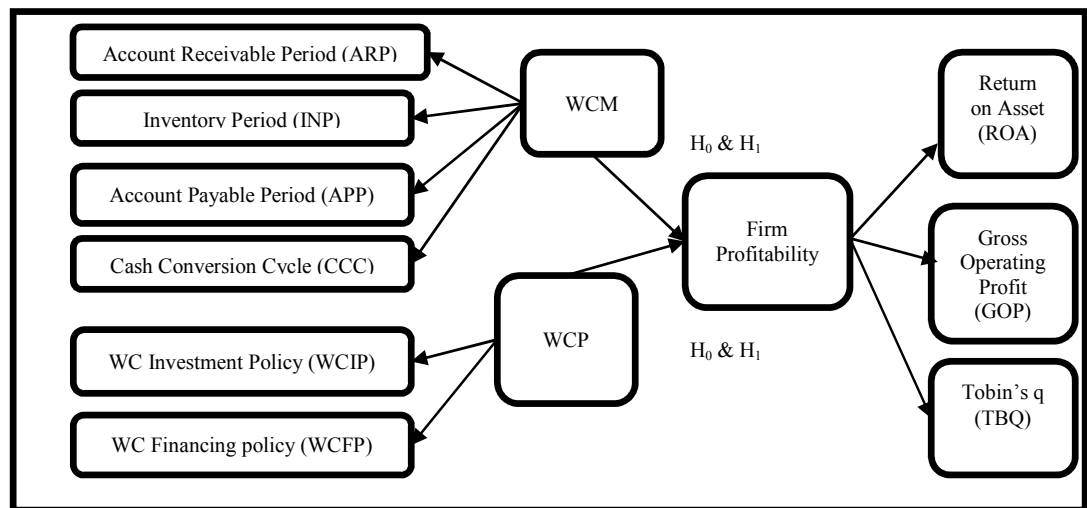 Account Receivable Period (ARP)
Inventory Period (INP)
Account Payable Period (APP)
Cash Conversion Cycle (CCC)
WC Investment Policy (WCIP)
WC Financing policy (WCFP)
WCM
WCP
H₀ & H₁
Firm
Profitability
H₀ & H₁
Return
on Asset
(ROA)
Gross
Operating
Profit
(GOP)
Tobin’s q
(TBQ)